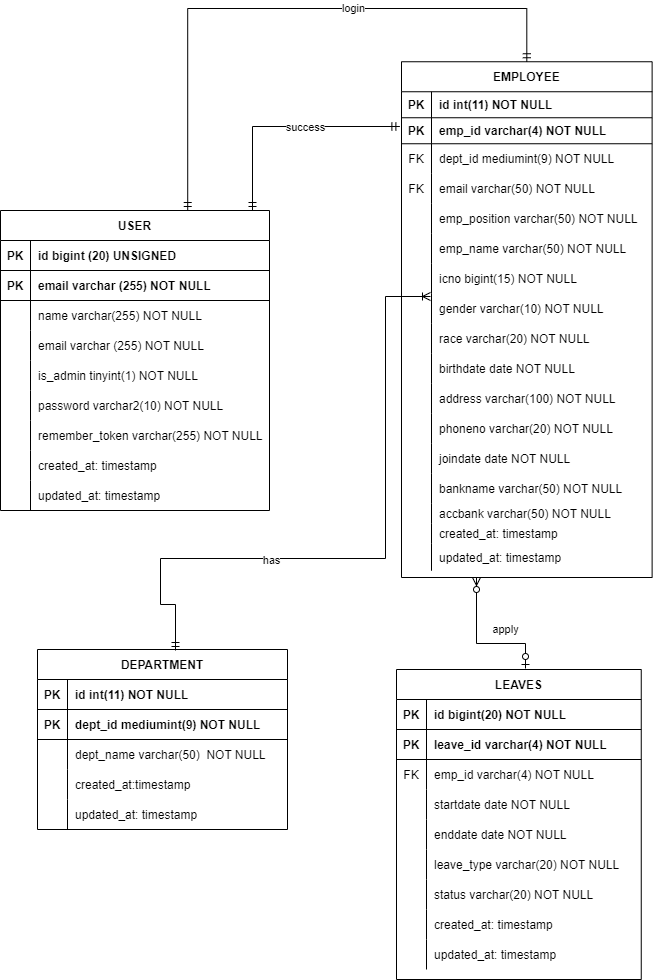 login
EMPLOYEE
PK id int(11) NOT NULL
PK emp_id varchar(4) NOT NULL
FK dept_id mediumint(9) NOT NULL
FK email varchar(50) NOT NULL
emp_position varchar(50) NOT NULL
emp_name varchar(50) NOT NULL
icno bigint(15) NOT NULL
gender varchar(10) NOT NULL
race varchar(20) NOT NULL
birthdate date NOT NULL
address varchar(100) NOT NULL
phoneno varchar(20) NOT NULL
joindate date NOT NULL
bankname varchar(50) NOT NULL
accbank varchar(50) NOT NULL
created_at: timestamp
updated_at: timestamp
success
USER
PK id bigint (20) UNSIGNED
PK email varchar (255) NOT NULL
name varchar(255) NOT NULL
email varchar (255) NOT NULL
is_admin tinyint(1) NOT NULL
password varchar2(10) NOT NULL
remember_token varchar(255) NOT NULL
created_at: timestamp
updated_at: timestamp
has
apply
DEPARTMENT
PK id int(11) NOT NULL
PK dept_id mediumint(9) NOT NULL
dept_name varchar(50) NOT NULL
created_at:timestamp
updated_at: timestamp
LEAVES
PK id bigint(20) NOT NULL
PK leave_id varchar(4) NOT NULL
FK emp_id varchar(4) NOT NULL
startdate date NOT NULL
enddate date NOT NULL
leave_type varchar(20) NOT NULL
status varchar(20) NOT NULL
created_at: timestamp
updated_at: timestamp